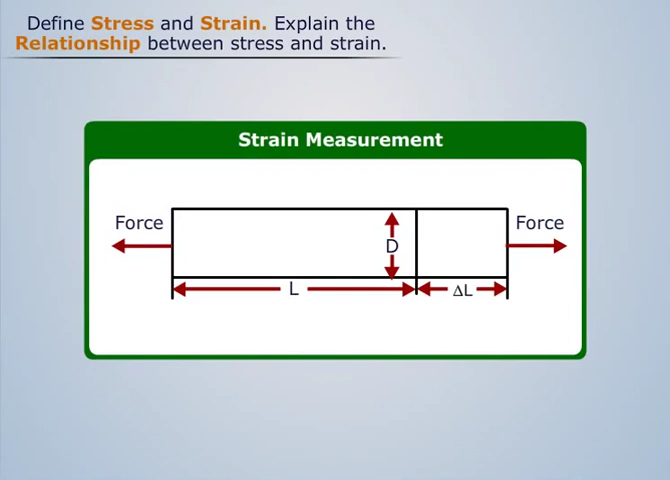 Define Stress and Strain. Explain the
Relationship between stress and strain.
Strain Measurement
Force
Force
D
L
ΔL